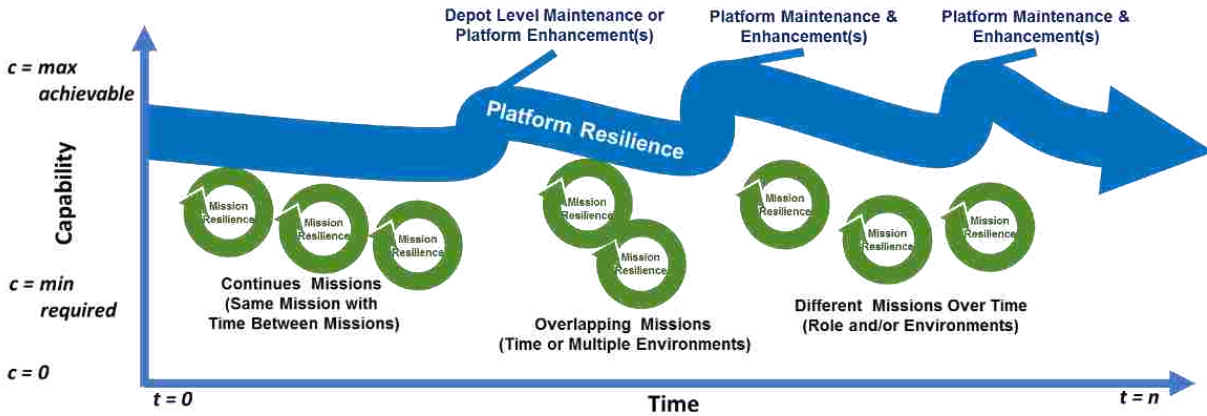 Depot Level Maintenance or
Platform Enhancement(s)
Platform Maintenance &
Enhancement(s)
Platform Maintenance &
Enhancement(s)
c = max
achievable
Platform Resilience
Capability
Mission
Resilience
Mission
Resilience
Mission
Resilience
Mission
Resilience
Mission
Resilience
Mission
Resilience
Mission
Resilience
Mission
Resilience
c = min
required
Continues Missions
(Same Mission with
Time Between Missions)
Overlapping Missions
(Time or Multiple Environments)
Different Missions Over Time
(Role and/or Environments)
c = 0
t = 0
Time
t = n